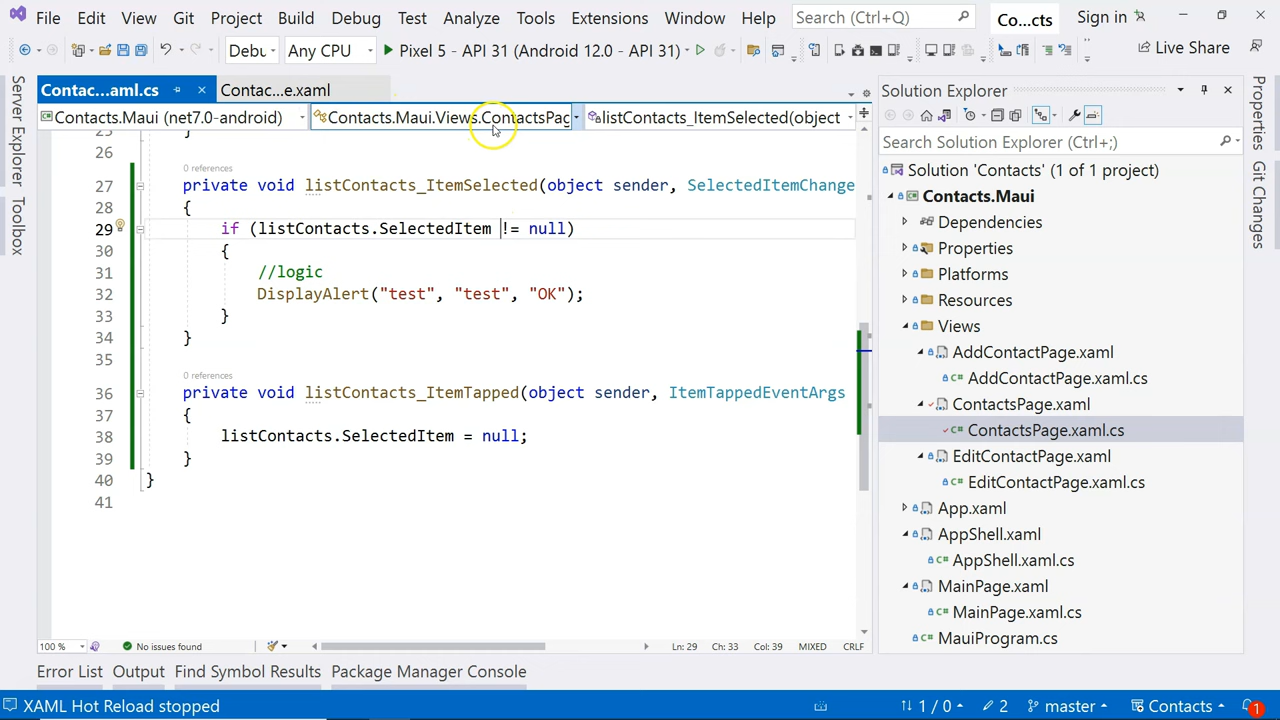 File Edit View Git Project Build Debug Test Analyze Tools Extensions Window Help Search (Ctrl+Q) Co...cts Sign in
Debu Any CPU Pixel 5 - API 31 (Android 12.0 - API 31) Live Share
Contac...aml.cs Contac...e.xaml
Contacts.Maui (net7.0-android) Contacts.Maui.Views.ContactsPag listContacts_ItemSelected(object
25 }
26
0 references
27 private void listContacts_ItemSelected(object sender, SelectedItemChange
28 {
29 if (listContacts.SelectedItem != null)
30 {
31 //logic
32 DisplayAlert("test", "test", "OK");
33 }
34 }
35
0 references
36 private void listContacts_ItemTapped(object sender, ItemTappedEventArgs
37 {
38 listContacts.SelectedItem = null;
39 }
40 }
41
100 % No issues found Ln: 29 Ch: 33 Col: 39 MIXED CRLF
Error List Output Find Symbol Results Package Manager Console
XAML Hot Reload stopped 1 / 0 2 master Contacts 1
Server Explorer
Toolbox
Solution Explorer
Search Solution Explorer (Ctrl+;)
Solution 'Contacts' (1 of 1 project)
Contacts.Maui
Dependencies
Properties
Platforms
Resources
Views
AddContactPage.xaml
C# AddContactPage.xaml.cs
ContactsPage.xaml
C# ContactsPage.xaml.cs
EditContactPage.xaml
C# EditContactPage.xaml.cs
App.xaml
AppShell.xaml
C# AppShell.xaml.cs
MainPage.xaml
C# MainPage.xaml.cs
C# MauiProgram.cs
Properties
Git Changes